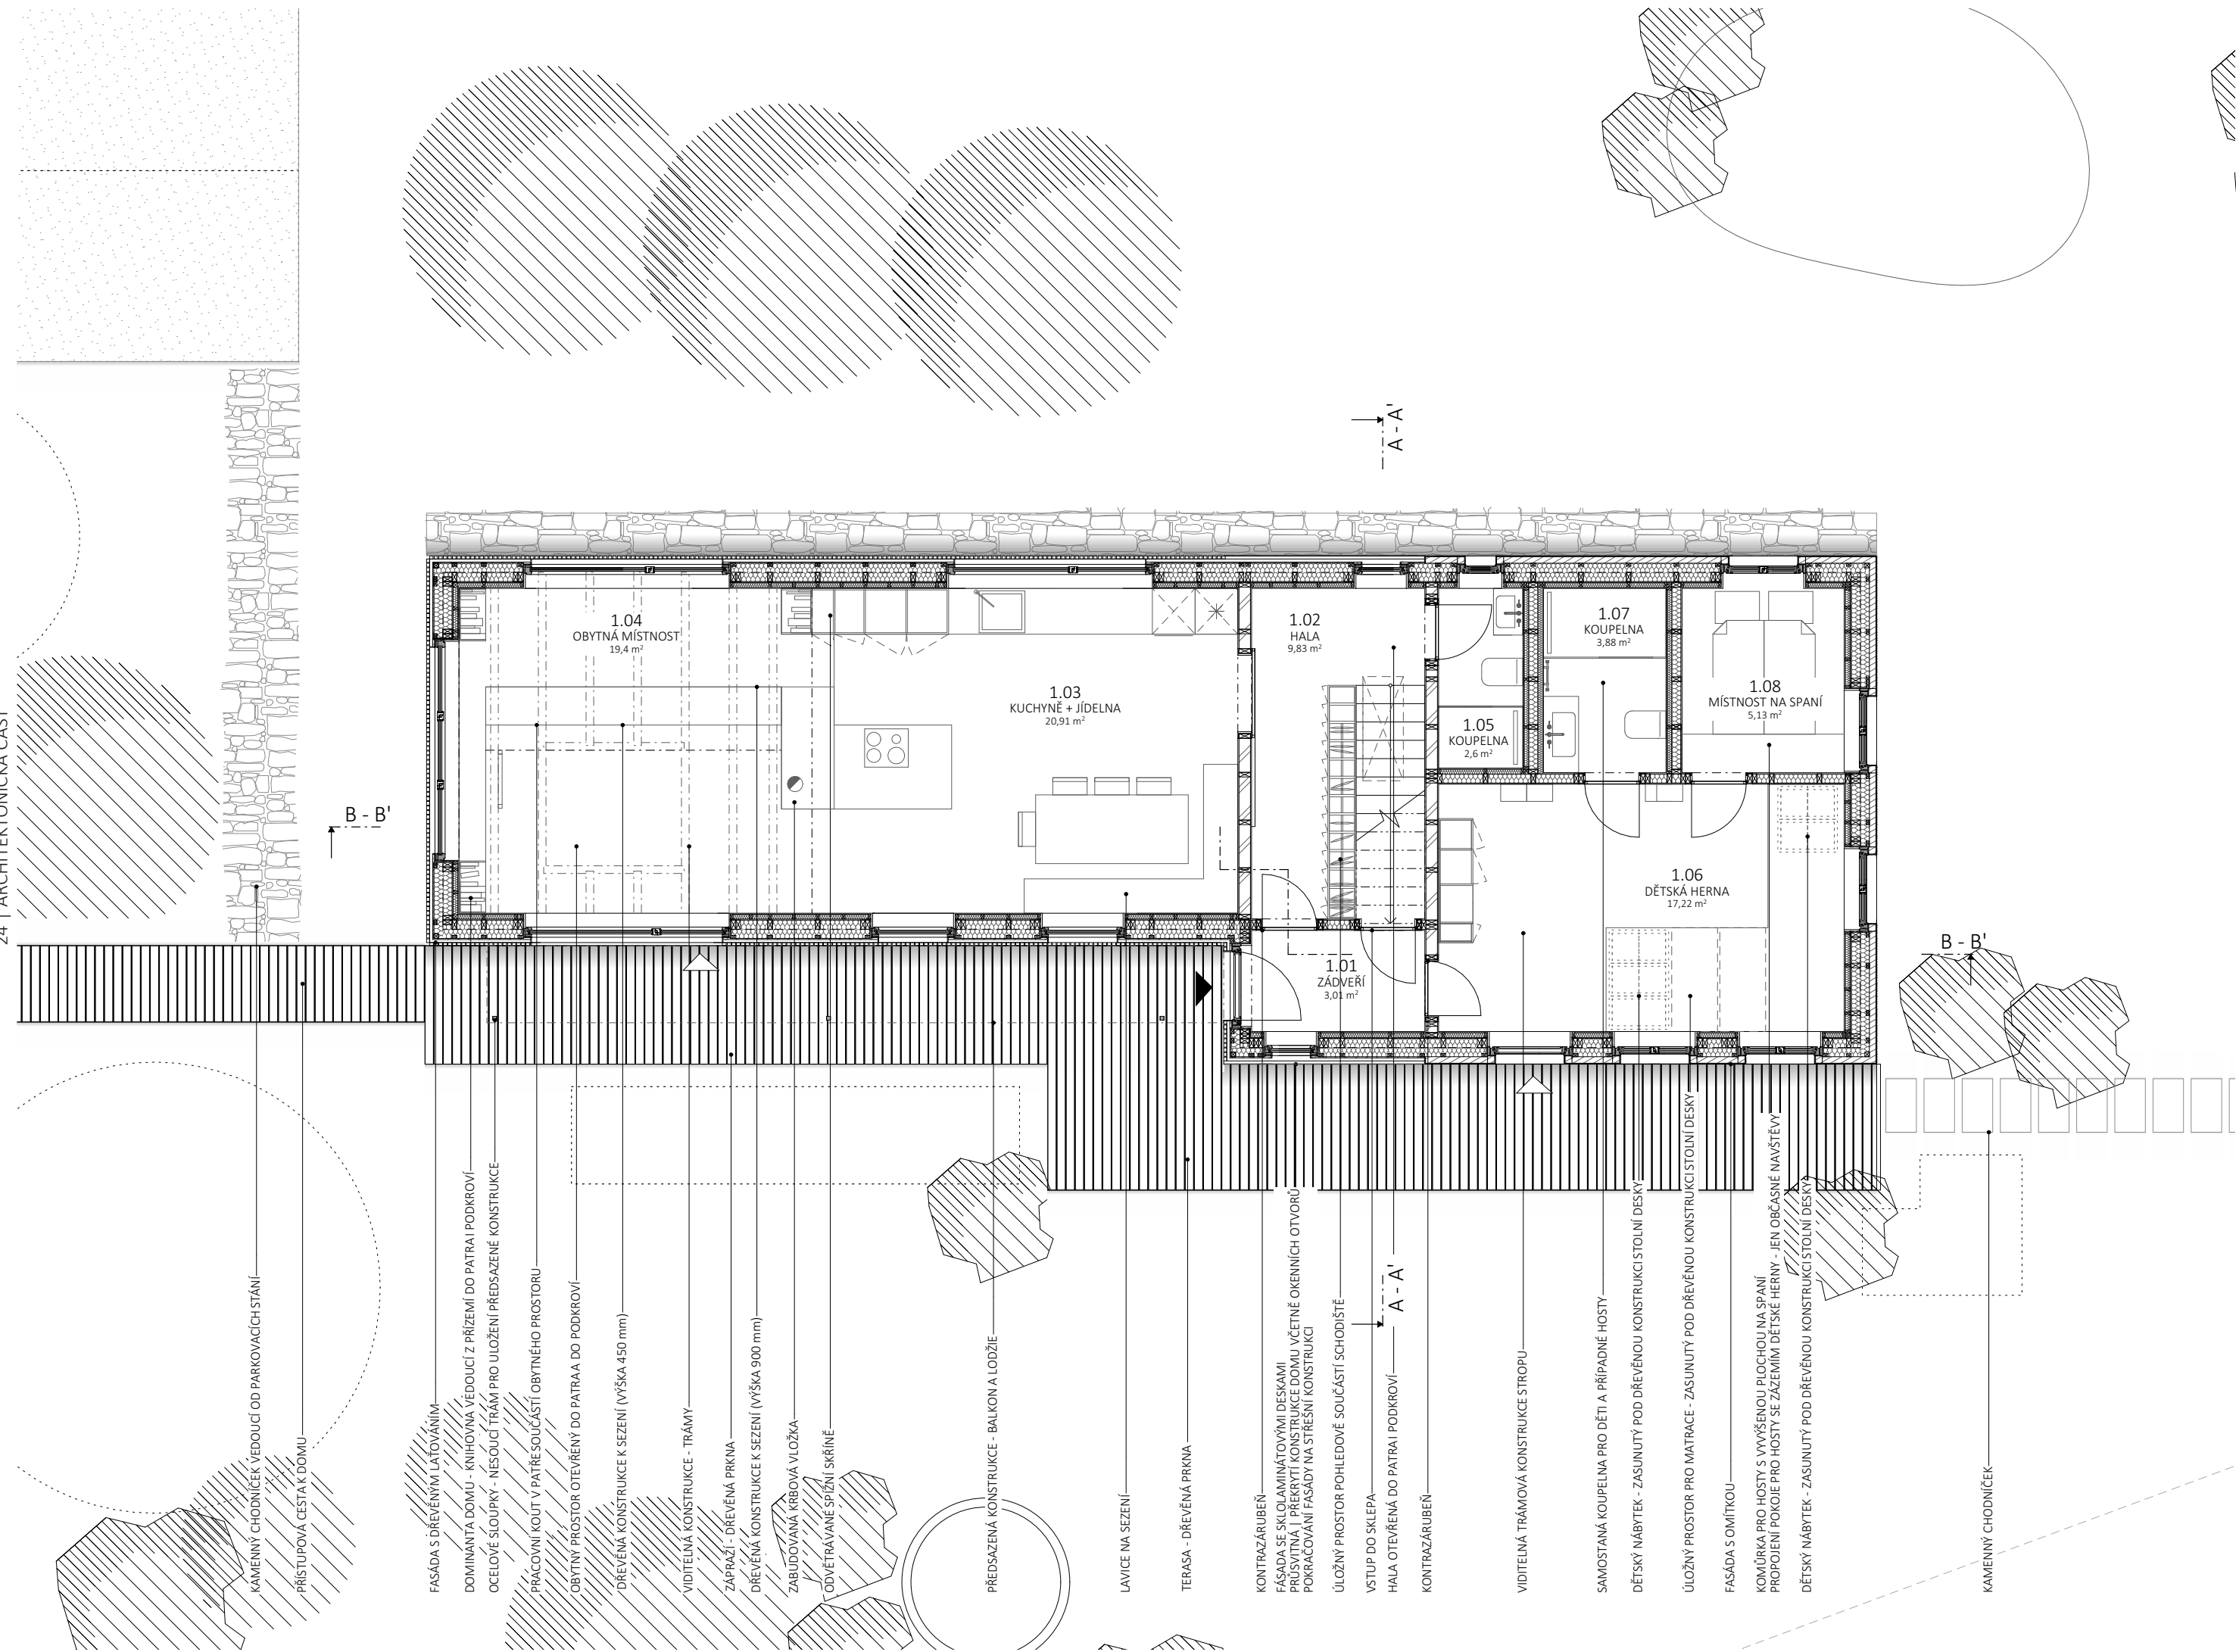 24 | ARCHITEKTONICKÁ ČÁST
A - A'
1.04
OBYTNÁ MÍSTNOST
19,4 m²
1.03
KUCHYNĚ + JÍDELNA
20,91 m²
1.02
HALA
9,83 m²
1.05
KOUPELNA
2,6 m²
1.07
KOUPELNA
3,88 m²
1.08
MÍSTNOST NA SPANÍ
5,13 m²
1.06
DĚTSKÁ HERNA
17,22 m²
1.01
ZÁDVEŘÍ
3,01 m²
B - B'
B - B'
A - A'
KAMENNÝ CHODNÍČEK VEDOUCÍ OD PARKOVACÍCH STÁNÍ
PŘÍSTUPOVÁ CESTA K DOMU
FASÁDA S DŘEVĚNÝM LAŤOVÁNÍM
DOMINANTA DOMU - KNIHOVNA VEDOUCÍ Z PŘÍZEMÍ DO PATRA I PODKROVÍ
OCELOVÉ SLOUPKY - NESOUCÍ TRÁM PRO ULOŽENÍ PŘEDSAZENÉ KONSTRUKCE
PRACOVNÍ KOUT V PATŘE SOUČÁSTÍ OBYTNÉHO PROSTORU
OBYTNÝ PROSTOR OTEVŘENÝ DO PATRA A DO PODKROVÍ
DŘEVĚNÁ KONSTRUKCE K SEZENÍ (VÝŠKA 450 mm)
VIDITELNÁ KONSTRUKCE - TRÁMY
ZÁPRAŽÍ - DŘEVĚNÁ PRKNA
DŘEVĚNÁ KONSTRUKCE K SEZENÍ (VÝŠKA 900 mm)
ZABUDOVANÁ KRBOVÁ VLOŽKA
ODVĚTRÁVANÉ SPÍŽNÍ SKŘÍNĚ
PŘEDSAZENÁ KONSTRUKCE - BALKON A LODŽIE
LAVICE NA SEZENÍ
TERASA - DŘEVĚNÁ PRKNA
KONTRAZÁRUBEŇ
FÁSADA SE SKLOLAMINÁTOVÝMI DESKAMI
PRŮSVITNÁ | PŘEKRYTÍ KONSTRUKCE DOMU VČETNĚ OKENNÍCH OTVORŮ
POKRAČOVÁNÍ FASÁDY NA STŘEŠNÍ KONSTRUKCI
ÚLOŽNÝ PROSTOR POHLEDOVĚ SOUČÁSTÍ SCHODIŠTĚ
VSTUP DO SKLEPA
HALA OTEVŘENÁ DO PATRA I PODKROVÍ
KONTRAZÁRUBEŇ
VIDITELNÁ TRÁMOVÁ KONSTRUKCE STROPU
SAMOSTANÁ KOUPELNA PRO DĚTI A PŘÍPADNÉ HOSTY
DĚTSKÝ NÁBYTEK - ZASUNUTÝ POD DŘEVĚNOU KONSTRUKCI STOLNÍ DESKY
ÚLOŽNÝ PROSTOR PRO MATRACE - ZASUNUTÝ POD DŘEVĚNOU KONSTRUKCI STOLNÍ DESKY
FASÁDA S OMÍTKOU
KOMŮRKA PRO HOSTY S VYVÝŠENOU PLOCHOU NA SPANÍ
PROPOJENÍ POKOJE PRO HOSTY SE ZÁZEMÍM DĚTSKÉ HERNY - JEN OBČASNÉ NAVŠTĚVY
DĚTSKÝ NÁBYTEK - ZASUNUTÝ POD DŘEVĚNOU KONSTRUKCI STOLNÍ DESKY
KAMENNÝ CHODNÍČEK